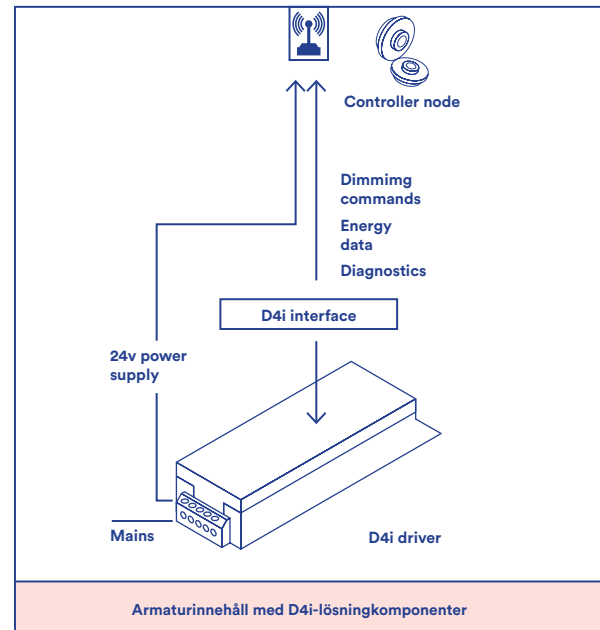 Controller node
Dimmimg
commands
Energy
data
Diagnostics
D4i interface
24v power
supply
Mains
D4i driver
Armaturinnehåll med D4i-lösningkomponenter